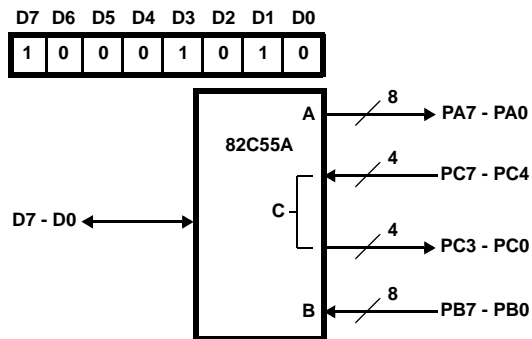 D7 D6 D5 D4 D3 D2 D1 D0
1 0 0 0 1 0 1 0
A 8 PA7 - PA0
82C55A
4 PC7 - PC4
C
D7 - D0
4 PC3 - PC0
B 8 PB7 - PB0